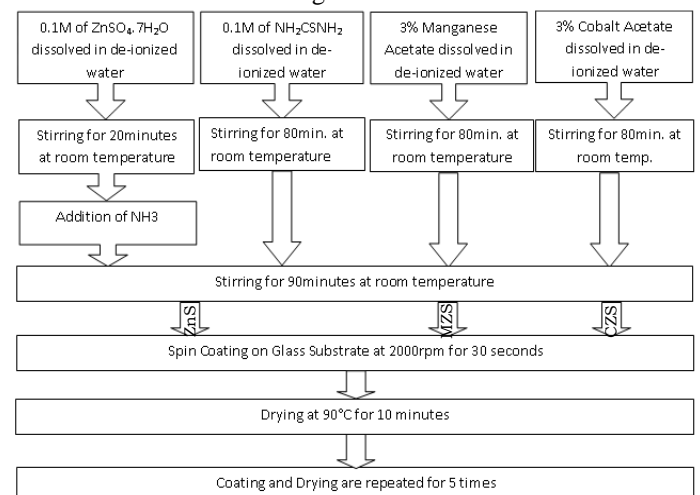 0.1M of ZnSO₄.7H₂O
dissolved in de-ionized
water
0.1M of NH₂CSNH₂
dissolved in de-
ionized water
3% Manganese
Acetate dissolved in
de-ionized water
3% Cobalt Acetate
dissolved in de-
ionized water
Stirring for 20minutes
at room temperature
Stirring for 80min. at
room temperature
Stirring for 80min. at
room temperature
Stirring for 80min. at
room temp.
Addition of NH3
Stirring for 90minutes at room temperature
ZnS
MZS
CZS
Spin Coating on Glass Substrate at 2000rpm for 30 seconds
Drying at 90°C for 10 minutes
Coating and Drying are repeated for 5 times